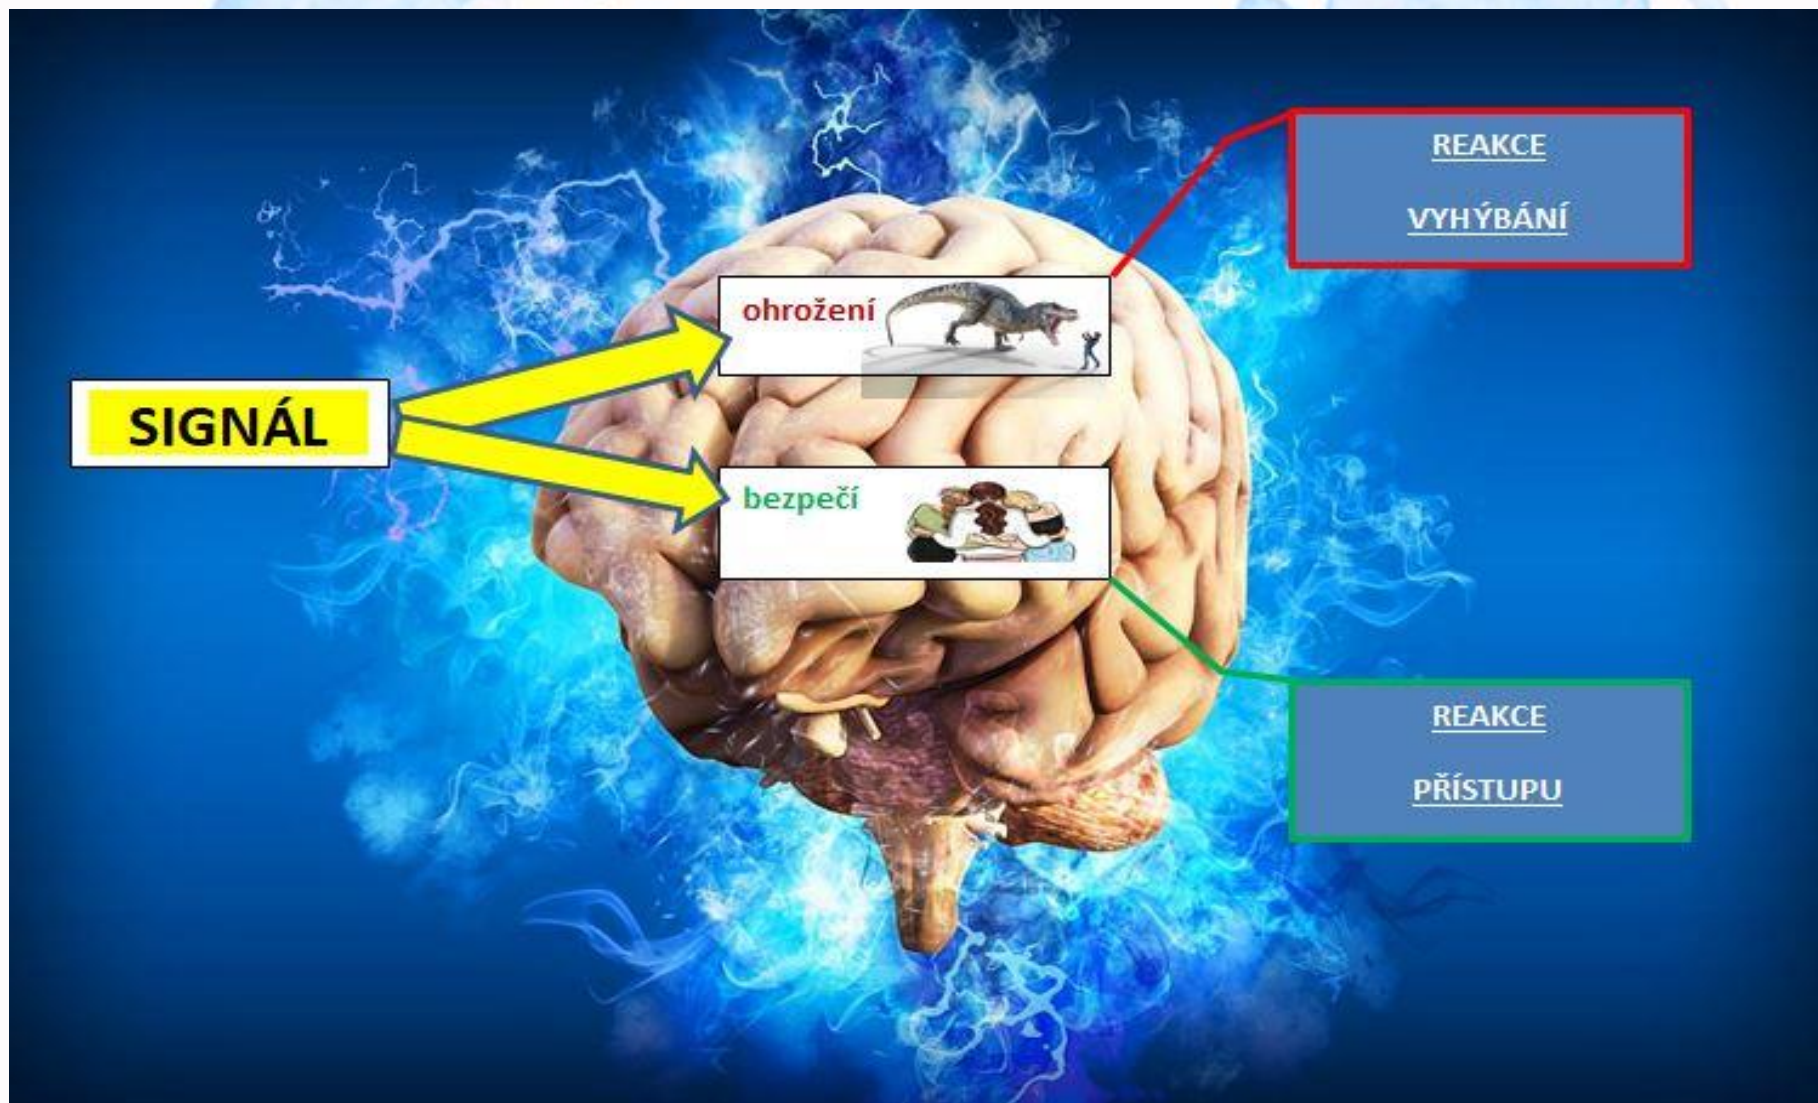 SIGNÁL
ohrožení
bezpečí
REAKCE
VYHÝBÁNÍ
REAKCE
PŘÍSTUPU